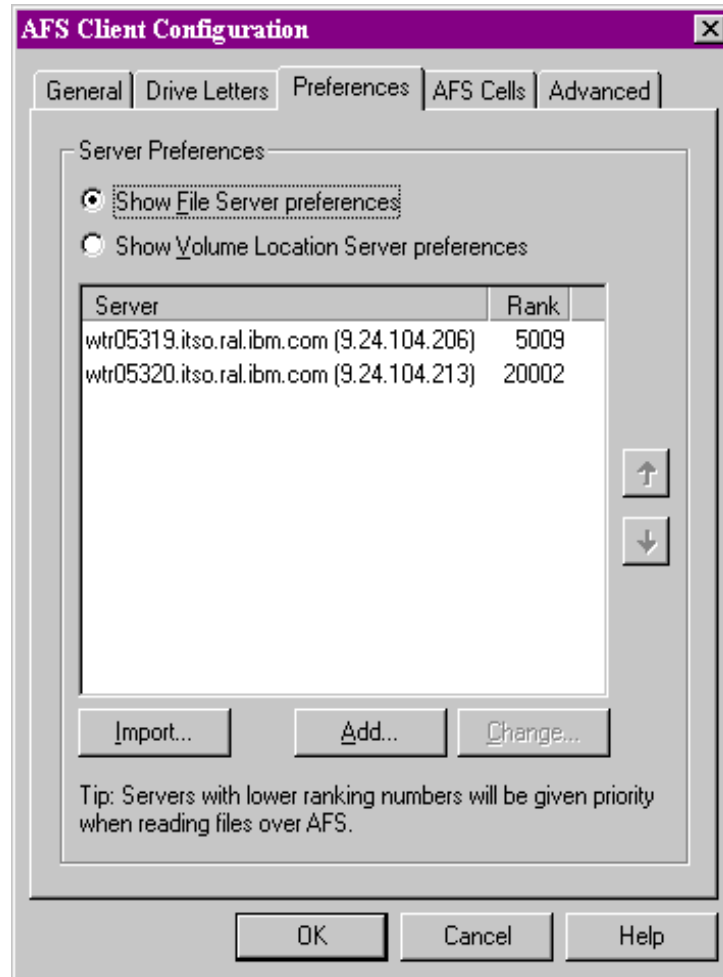 AFS Client Configuration
General Drive Letters Preferences AFS Cells Advanced
Server Preferences
Show File Server preferences
Show Volume Location Server preferences
Server Rank
wtr05319.itso.ral.ibm.com (9.24.104.206) 5009
wtr05320.itso.ral.ibm.com (9.24.104.213) 20002
Import... Add... Change...
Tip: Servers with lower ranking numbers will be given priority
when reading files over AFS.
OK Cancel Help